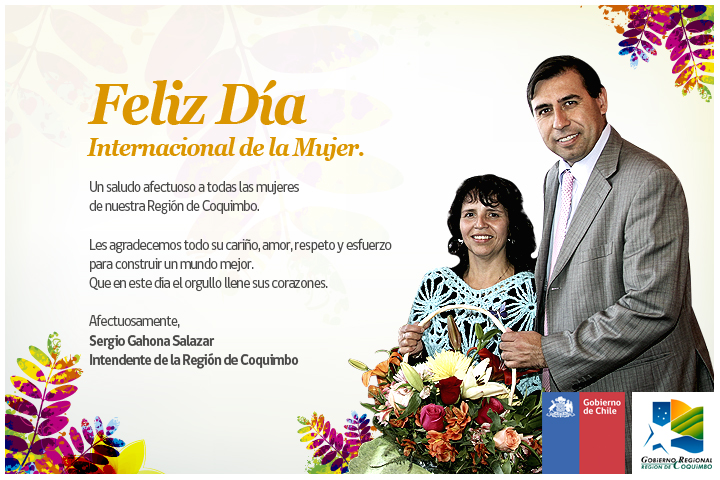 Feliz Día
Internacional de la Mujer.
Un saludo afectuoso a todas las mujeres
de nuestra Región de Coquimbo.
Les agradecemos todo su cariño, amor, respeto y esfuerzo
para construir un mundo mejor.
Que en este día el orgullo llene sus corazones.
Afectuosamente,
Sergio Gahona Salazar
Intendente de la Región de Coquimbo
Gobierno
de Chile
GOBIERNO REGIONAL
REGIÓN DE COQUIMBO